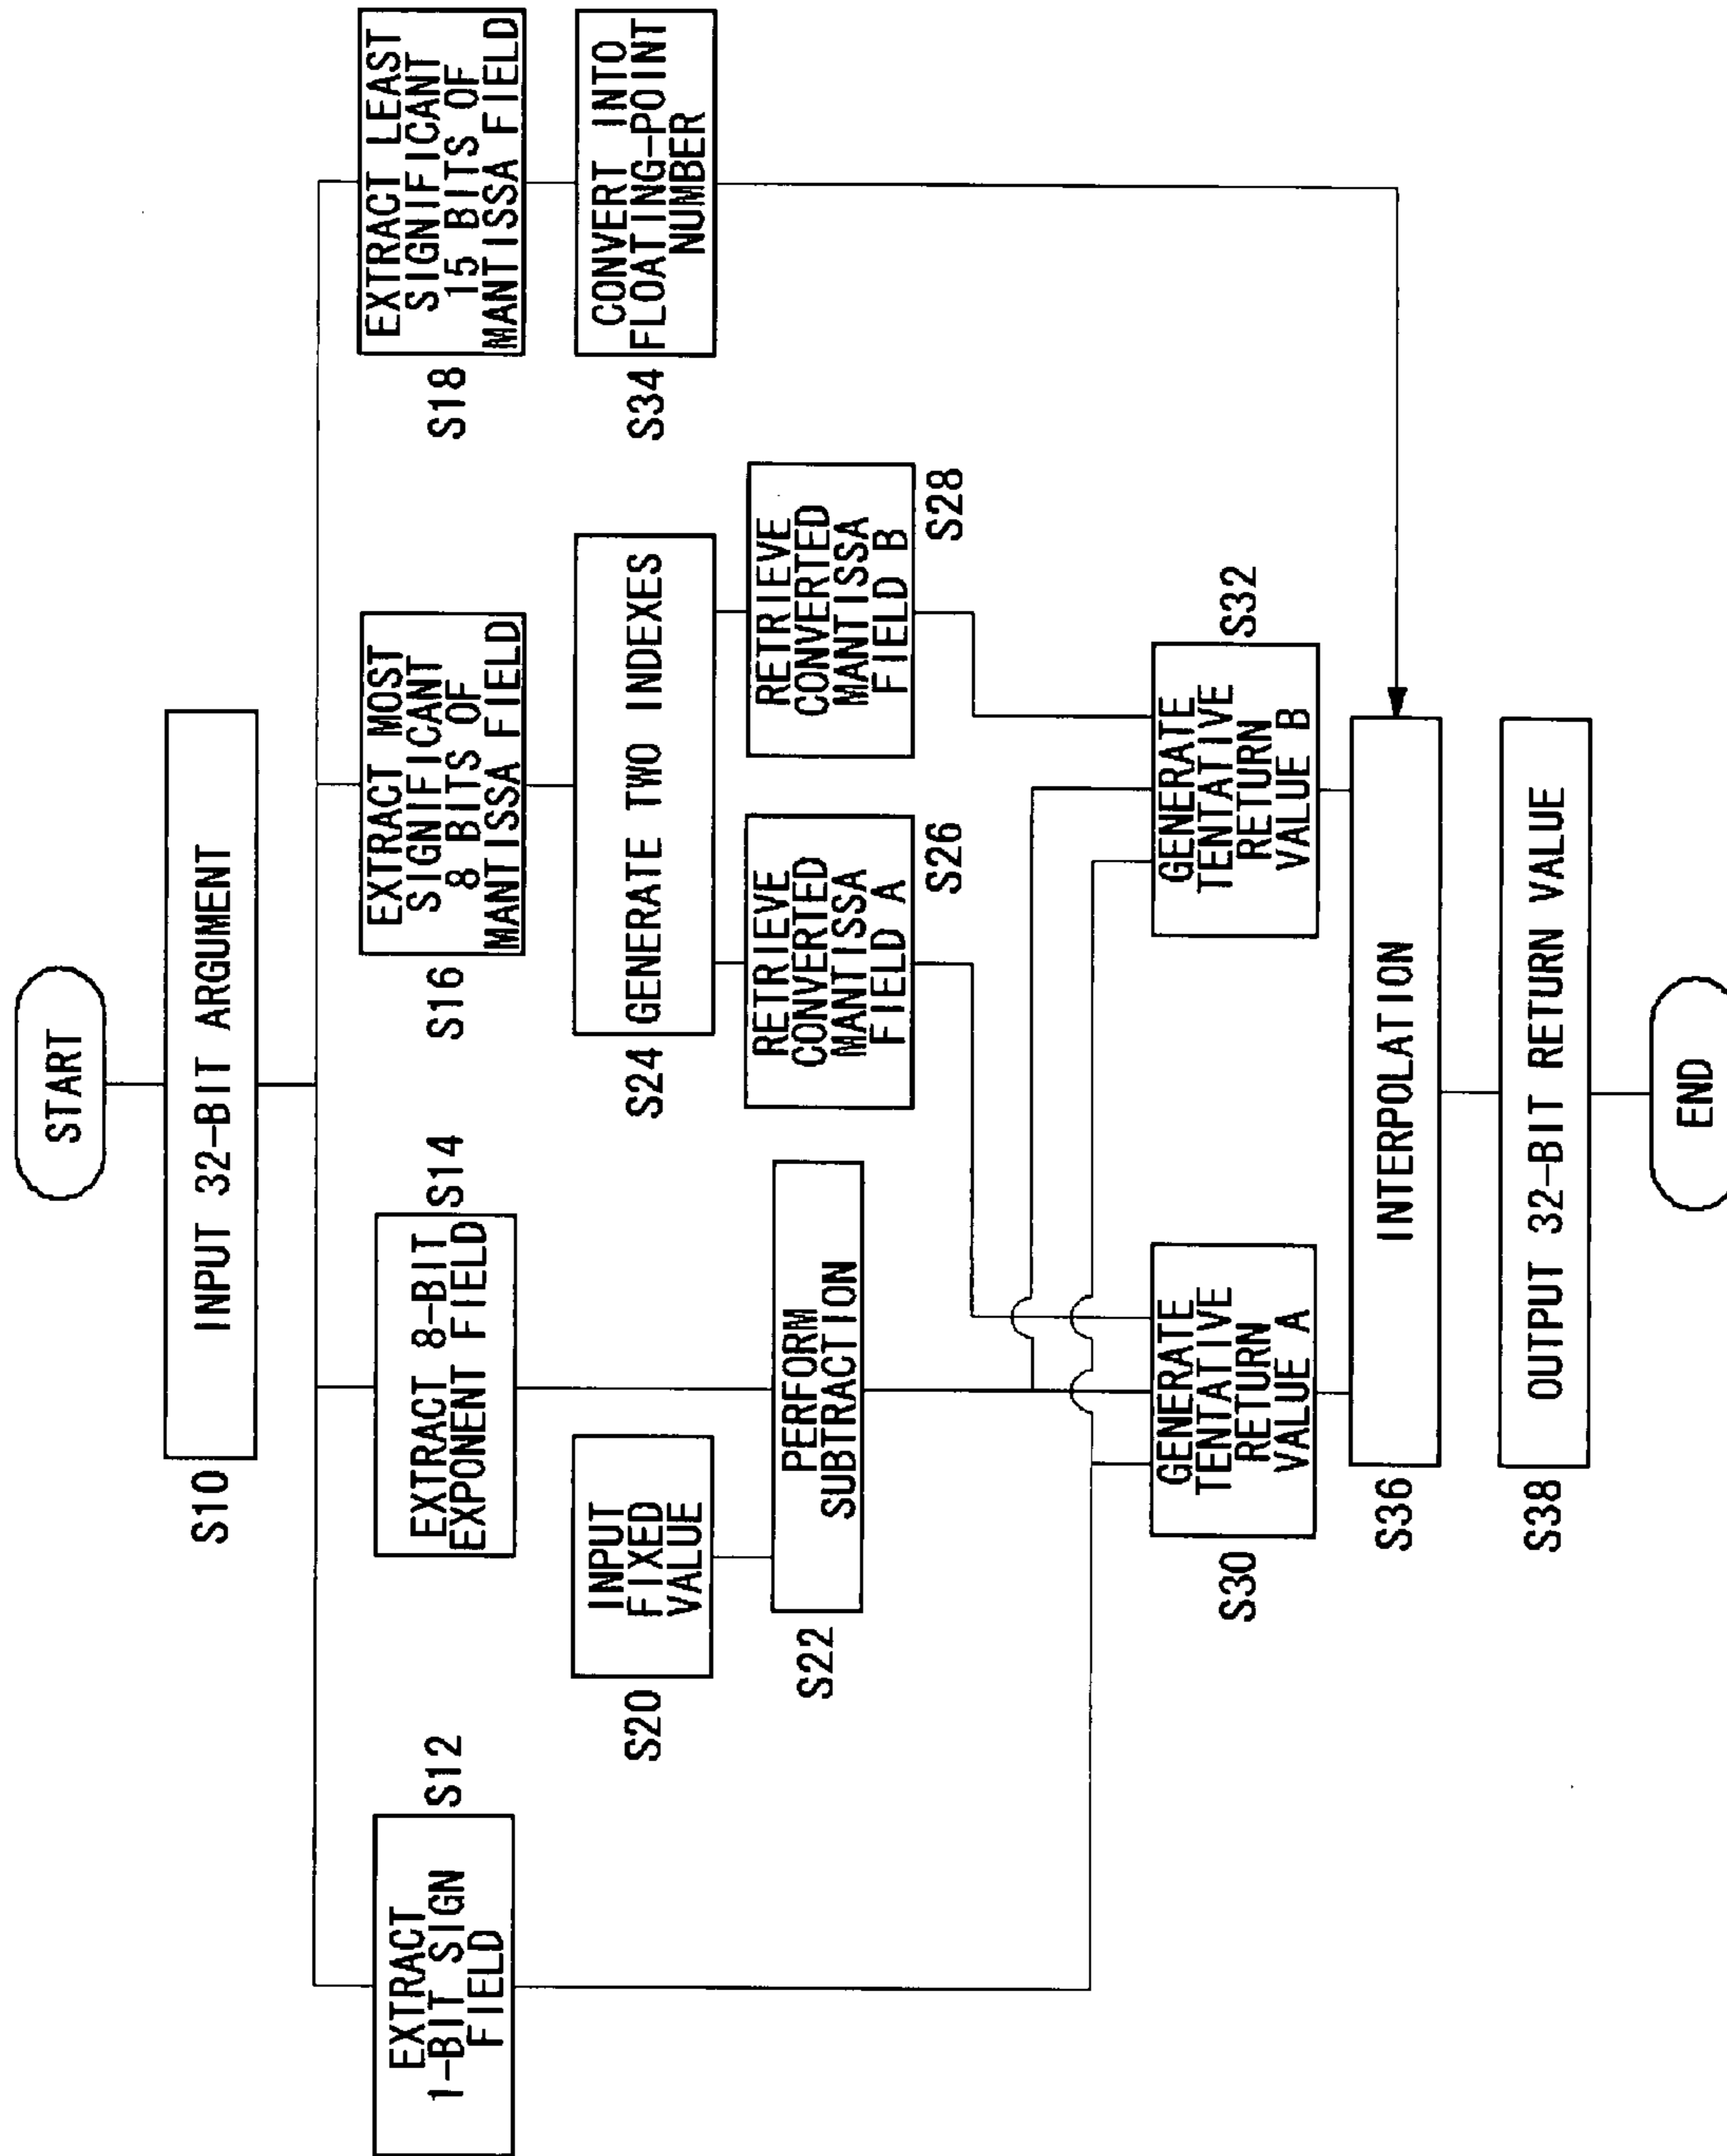 START
S10
INPUT 32-BIT ARGUMENT
EXTRACT
1-BIT SIGN
FIELD
S12
EXTRACT 8-BIT
EXPONENT FIELD
S14
S16
EXTRACT MOST
SIGNIFICANT
8 BITS OF
MANTISSA FIELD
S18
EXTRACT LEAST
SIGNIFICANT
15 BITS OF
MANTISSA FIELD
S20
INPUT
FIXED
VALUE
S24
GENERATE TWO INDEXES
S34
CONVERT INTO
FLOATING-POINT
NUMBER
S22
PERFORM
SUBTRACTION
RETRIEVE
CONVERTED
MANTISSA
FIELD A
S26
RETRIEVE
CONVERTED
MANTISSA
FIELD B
S28
S30
GENERATE
TENTATIVE
RETURN
VALUE A
GENERATE
TENTATIVE
RETURN
VALUE B
S32
S36
INTERPOLATION
S38
OUTPUT 32-BIT RETURN VALUE
END